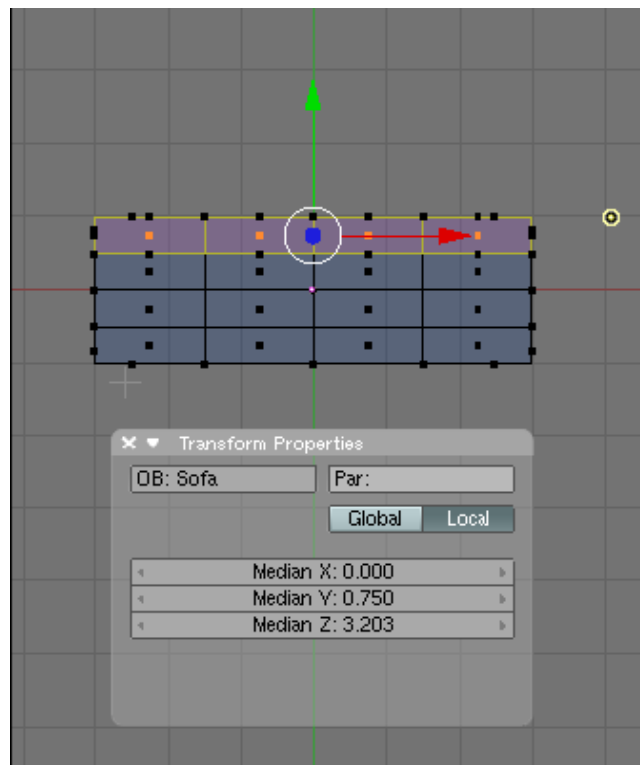 Transform Properties
OB: Sofa
Par:
Global
Local
Median X: 0.000
Median Y: 0.750
Median Z: 3.203